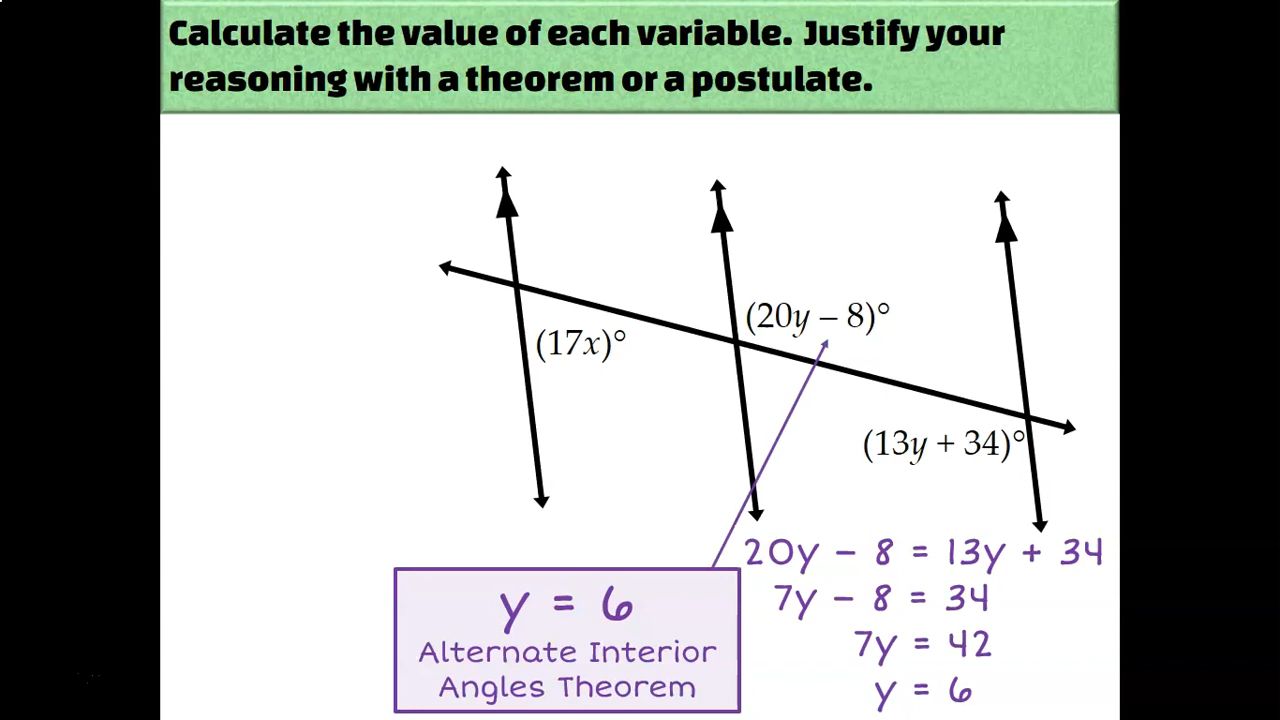 Calculate the value of each variable. Justify your
reasoning with a theorem or a postulate.
(20y – 8)°
(17x)°
(13y + 34)°
20y − 8 = 13y + 34
7y − 8 = 34
7y = 42
y = 6
y = 6
Alternate Interior
Angles Theorem